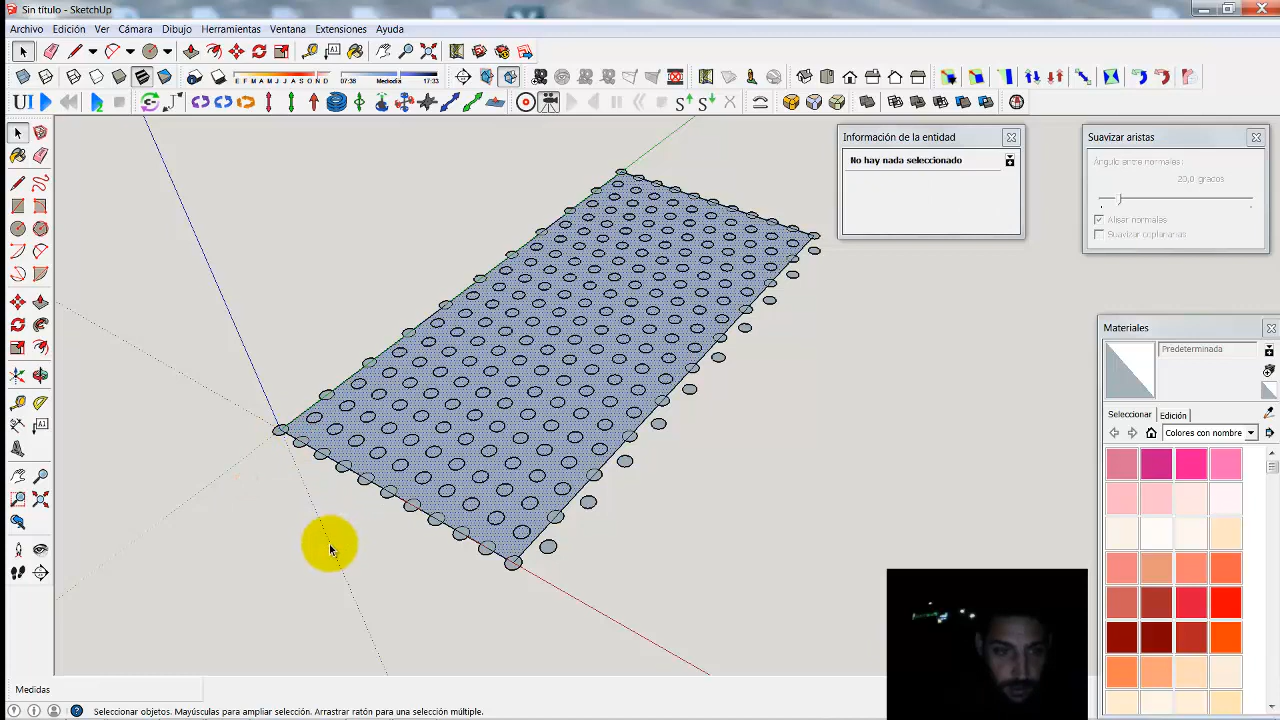 Sin título - SketchUp
Archivo Edición Ver Cámara Herramientas Dibujo Ventana Extensiones Ayuda
E F M A M J J A S O N D 07:38 Mediodía 17:33
UI
Información de la entidad
No hay nada seleccionado
Suavizar aristas
Ángulo entre normales:
20,0 grados
Alisar normales
Suavizar coplanarias
Materiales
Predeterminada
Seleccionar Edición
Colores con nombre
Medidas
Seleccionar objetos. Mayúsculas para ampliar selección. Arrastrar ratón para una selección múltiple.